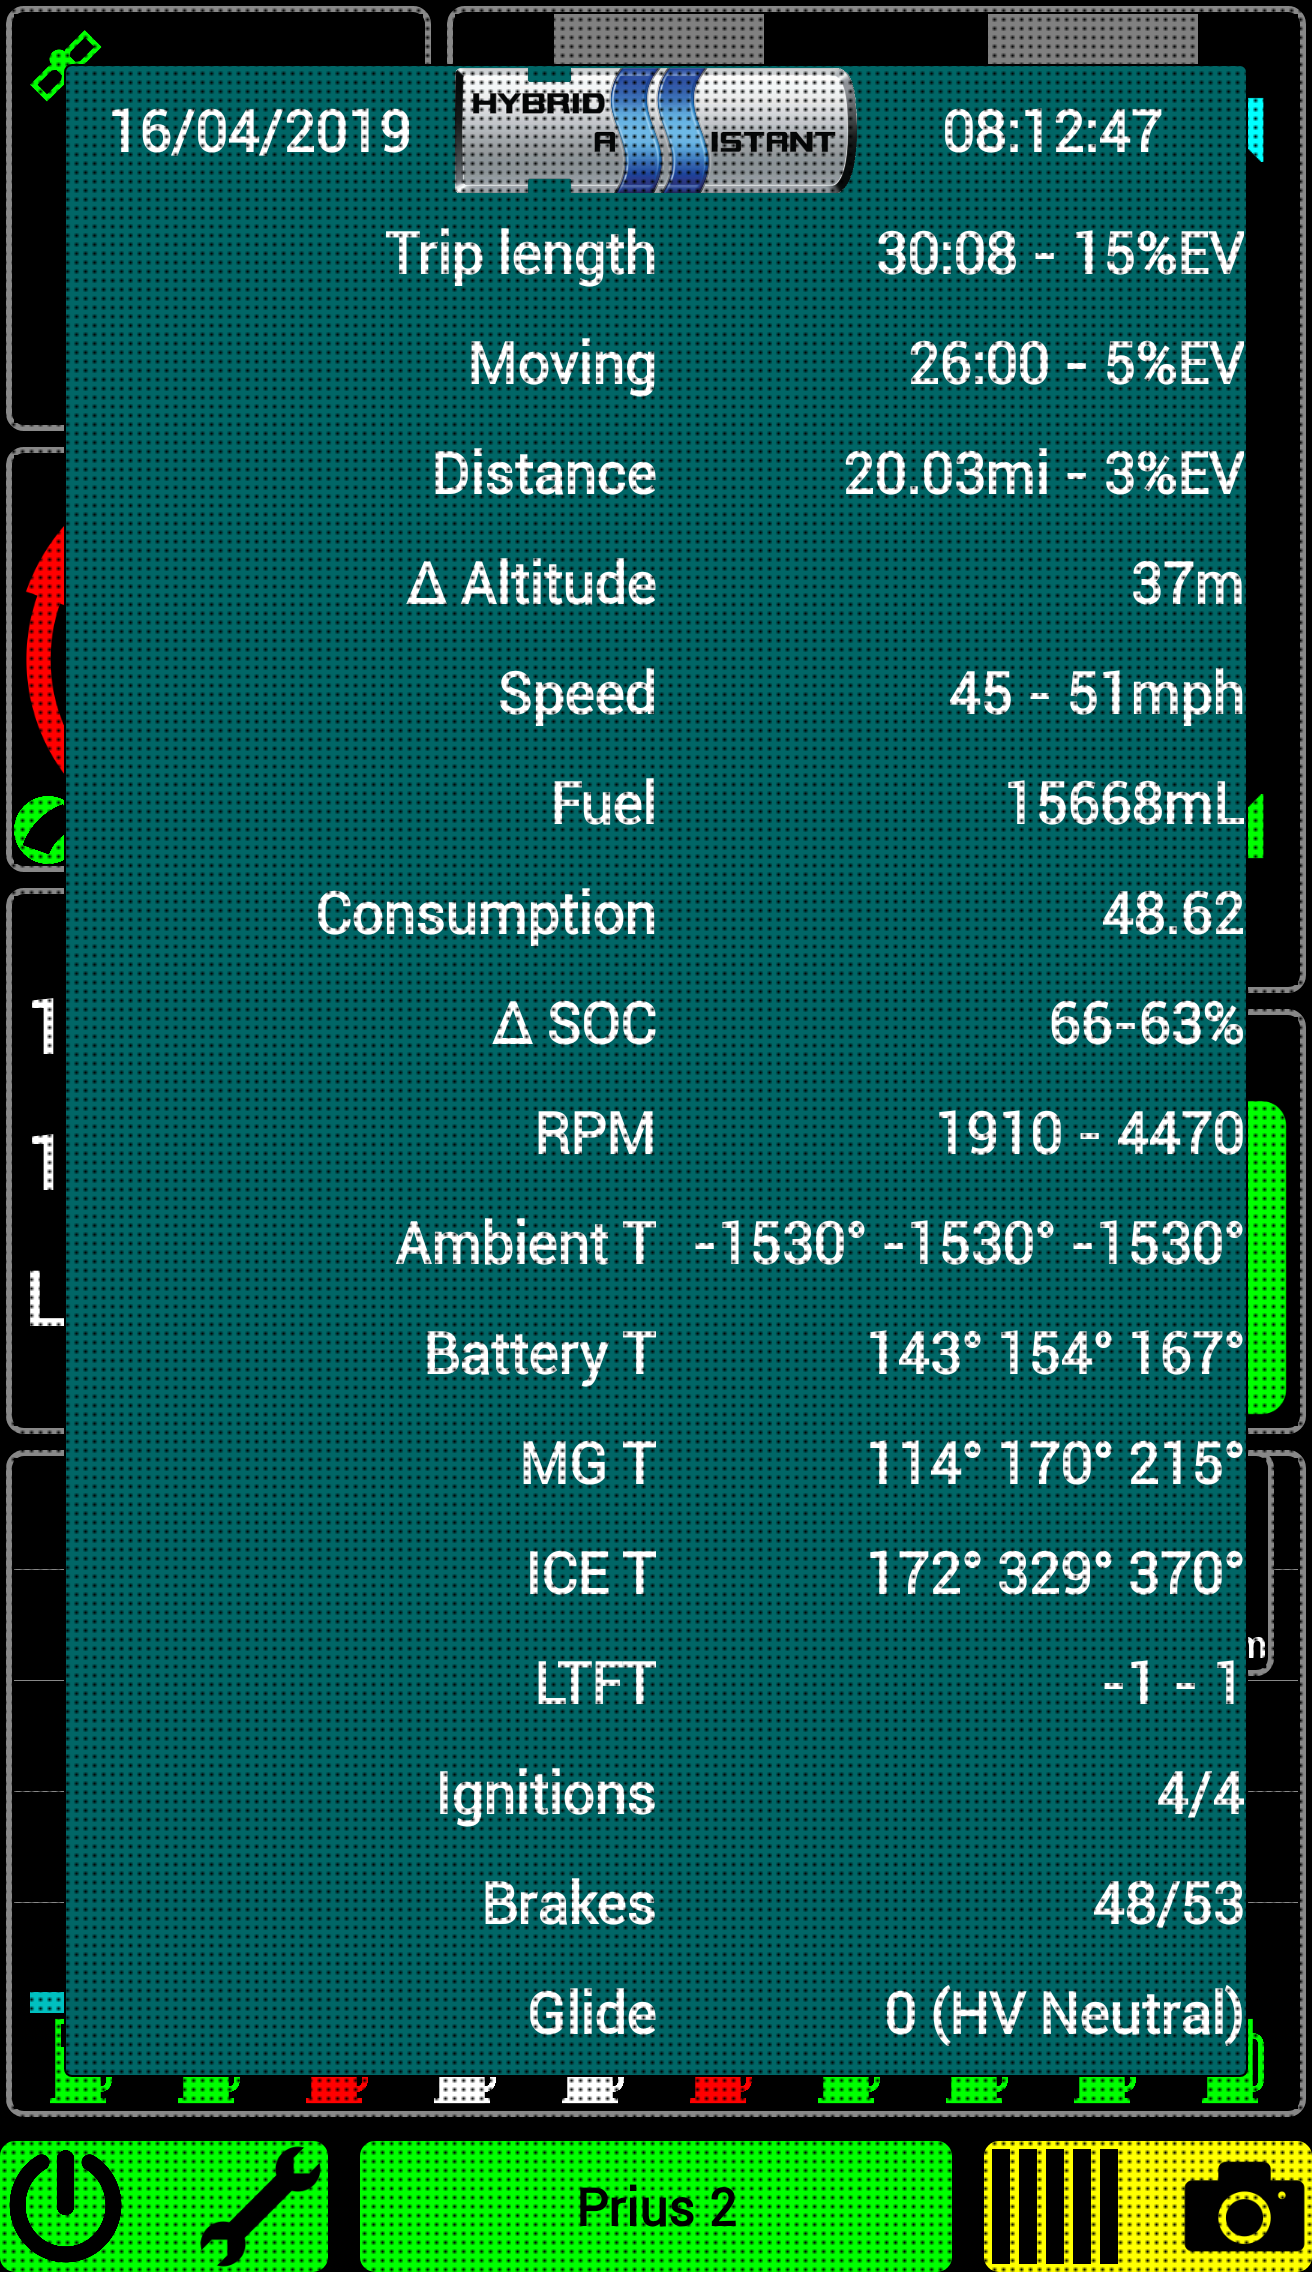 16/04/2019 HYBRID ASSISTANT 08:12:47
Trip length 30:08 - 15%EV
Moving 26:00 - 5%EV
Distance 20.03mi - 3%EV
Δ Altitude 37m
Speed 45 - 51mph
Fuel 15668mL
Consumption 48.62
Δ SOC 66-63%
RPM 1910 - 4470
Ambient T -1530° -1530° -1530°
Battery T 143° 154° 167°
MG T 114° 170° 215°
ICE T 172° 329° 370°
LTFT -1 - 1
Ignitions 4/4
Brakes 48/53
Glide 0 (HV Neutral)
Prius 2